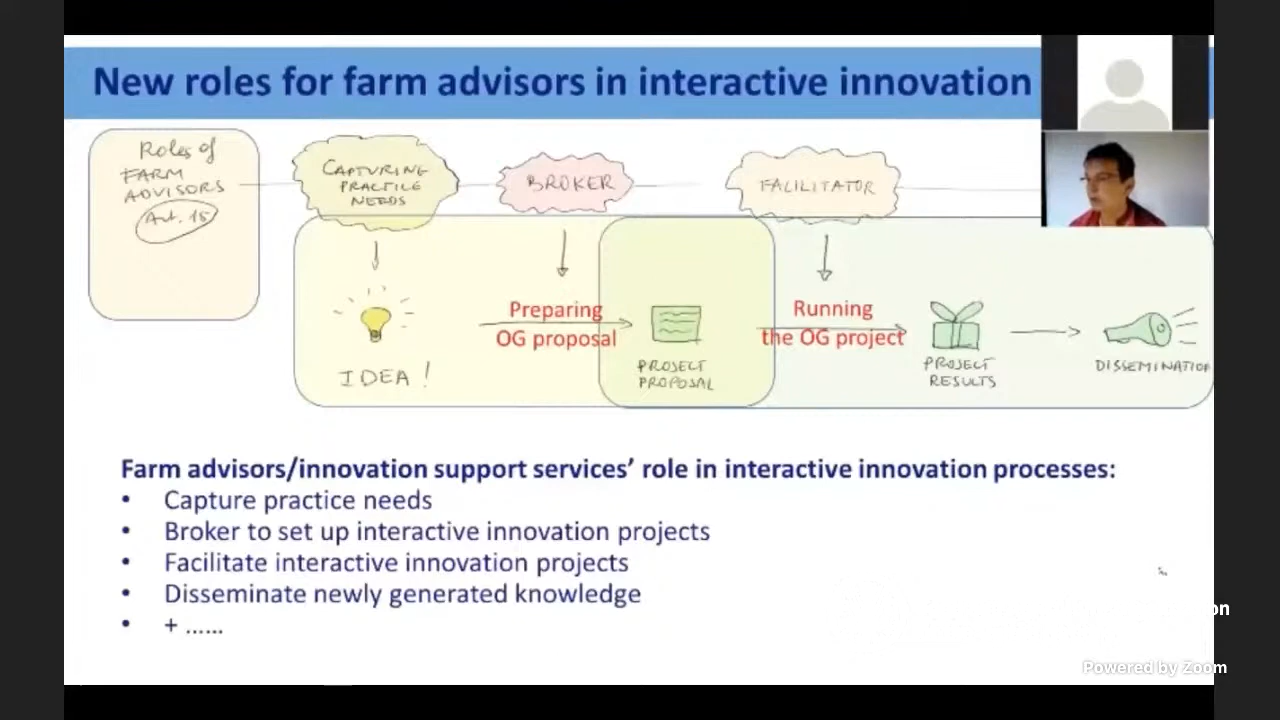 New roles for farm advisors in interactive innovation
Roles of
FARM
ADVISORS
Art. 15
CAPTURING
PRACTICE
NEEDS
BROKER
FACILITATOR
Preparing
OG proposal
Running
the OG project
IDEA!
PROJECT
PROPOSAL
PROJECT
RESULTS
DISSEMINATION
Farm advisors/innovation support services' role in interactive innovation processes:
• Capture practice needs
• Broker to set up interactive innovation projects
• Facilitate interactive innovation projects
• Disseminate newly generated knowledge
• + ......
on
Powered by Zoom